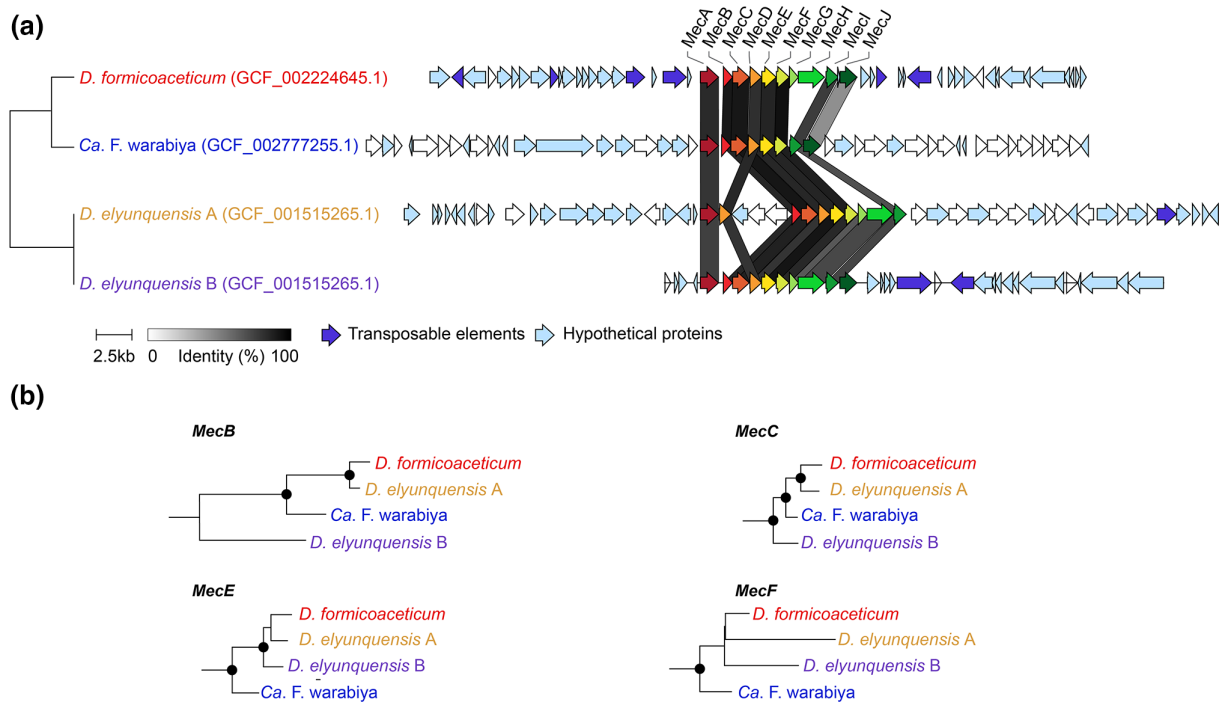 (a)
MecA
MecB
MecC
MecD
MecE
MecF
MecG
MecH
MecI
MecJ
D. formicoaceticum (GCF_002224645.1)
Ca. F. warabiya (GCF_002777255.1)
D. elyunquensis A (GCF_001515265.1)
D. elyunquensis B (GCF_001515265.1)
2.5kb
0 Identity (%) 100
Transposable elements
Hypothetical proteins
(b)
MecB
D. formicoaceticum
D. elyunquensis A
Ca. F. warabiya
D. elyunquensis B
MecC
D. formicoaceticum
D. elyunquensis A
Ca. F. warabiya
D. elyunquensis B
MecE
D. formicoaceticum
D. elyunquensis A
D. elyunquensis B
Ca. F. warabiya
MecF
D. formicoaceticum
D. elyunquensis A
D. elyunquensis B
Ca. F. warabiya